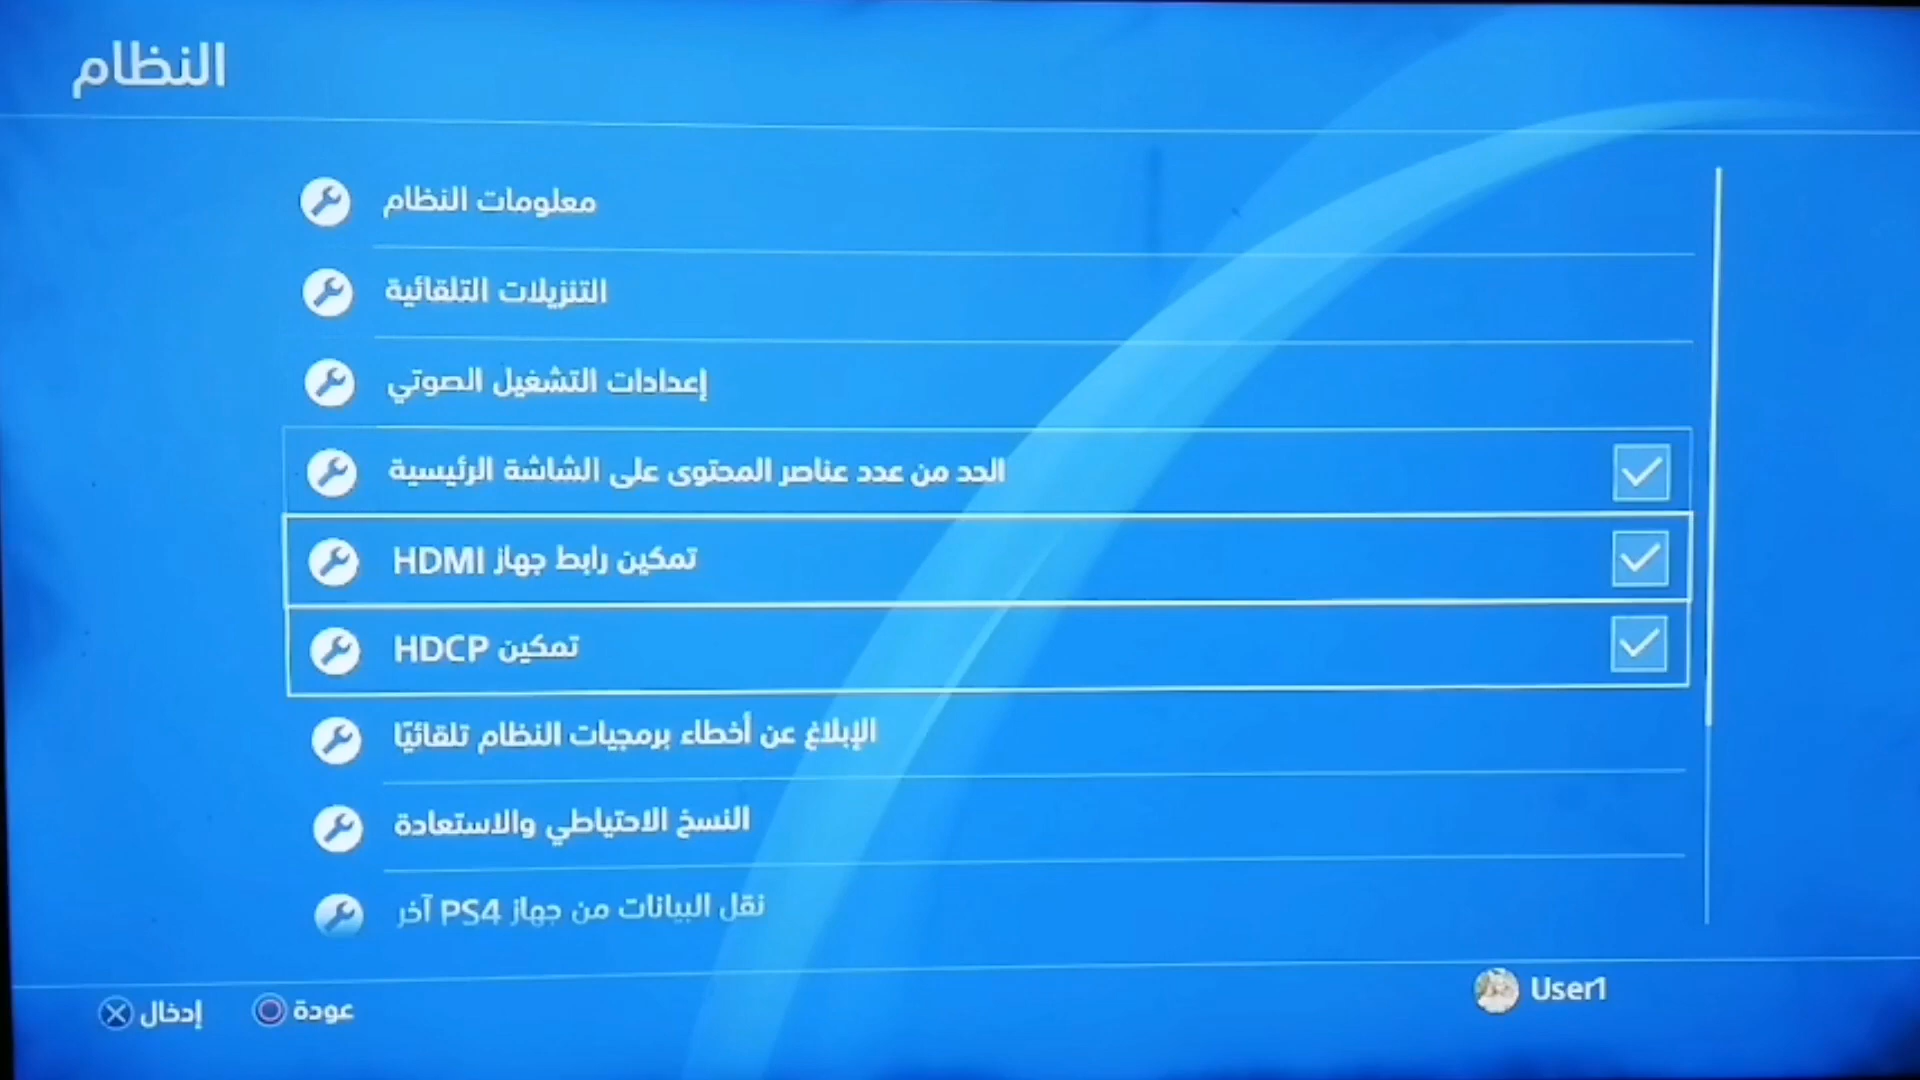 النظام
معلومات النظام
التنزيلات التلقائية
إعدادات التشغيل الصوتي
الحد من عدد عناصر المحتوى على الشاشة الرئيسية
تمكين رابط جهاز HDMI
تمكين HDCP
الإبلاغ عن أخطاء برمجيات النظام تلقائيًا
النسخ الاحتياطي والاستعادة
نقل البيانات من جهاز PS4 آخر
User1
إدخال
عودة